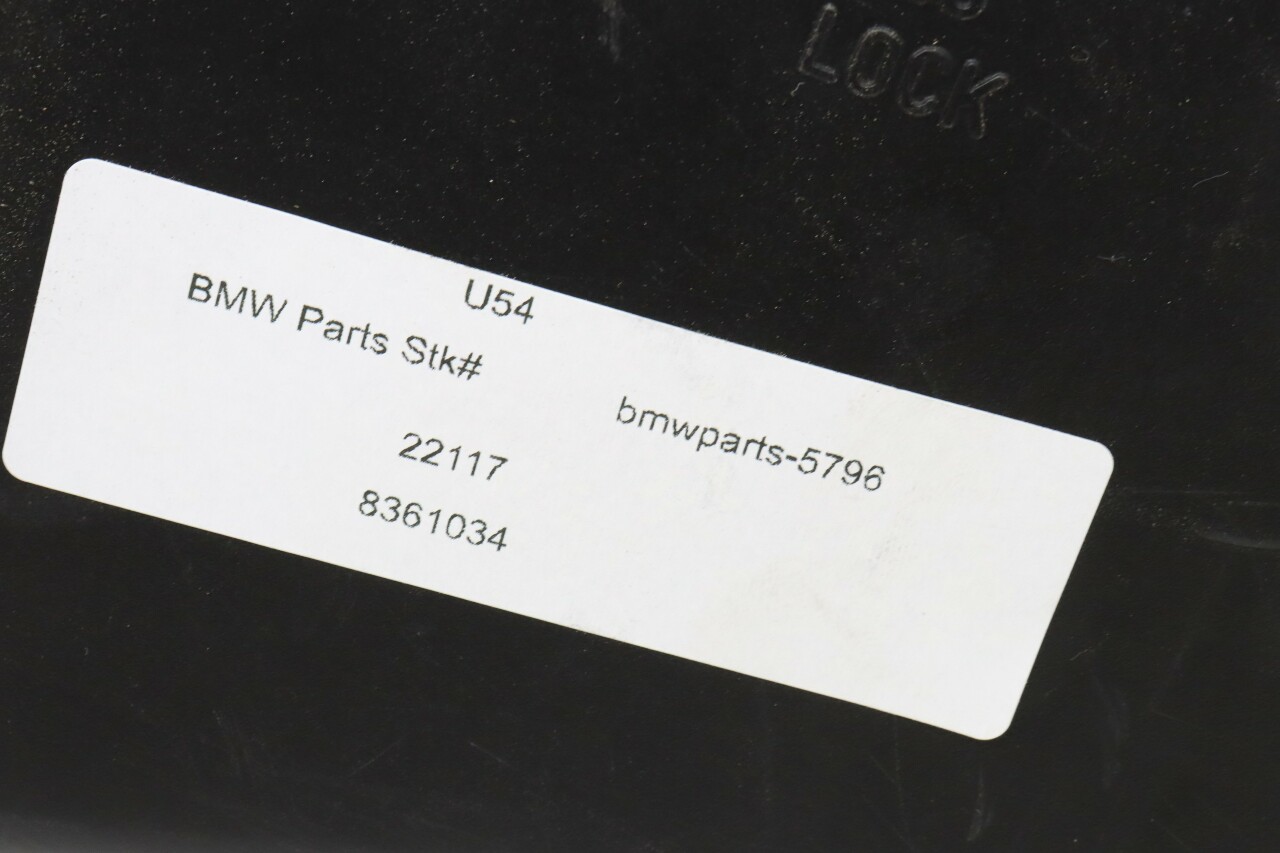 LOCK
U54
BMW Parts Stk#
bmwparts-5796
22117
8361034